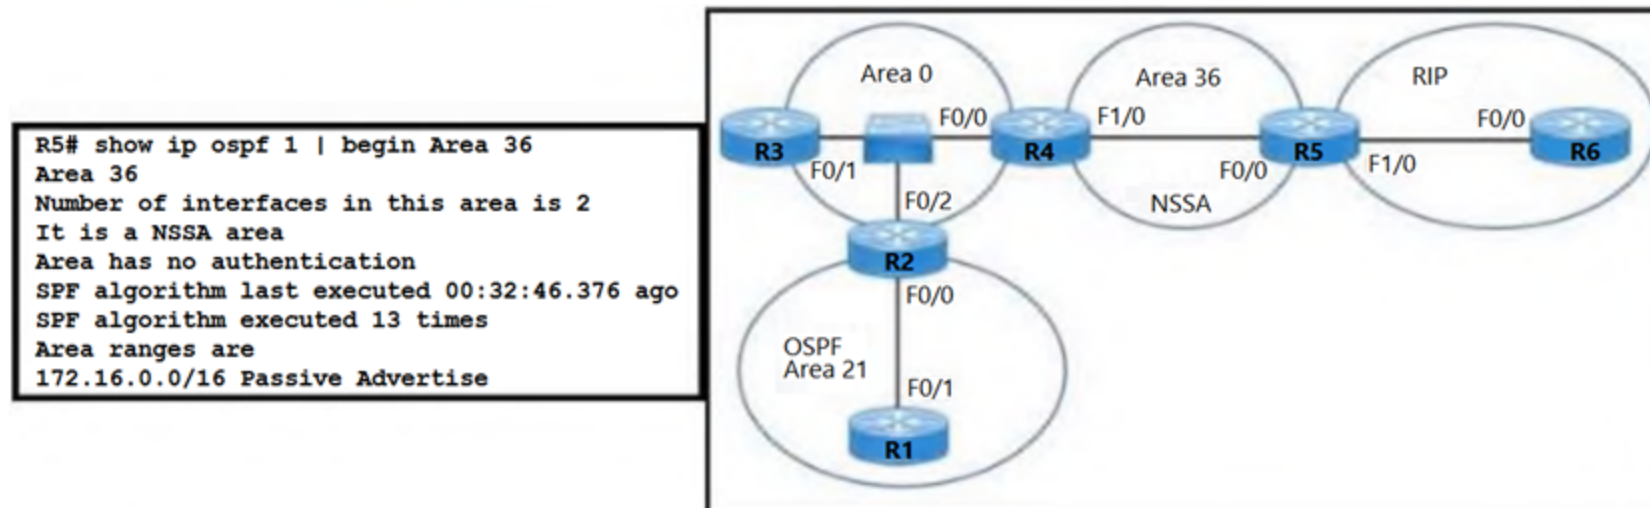 R5# show ip ospf 1 | begin Area 36
Area 36
Number of interfaces in this area is 2
It is a NSSA area
Area has no authentication
SPF algorithm last executed 00:32:46.376 ago
SPF algorithm executed 13 times
Area ranges are
172.16.0.0/16 Passive Advertise
Area 0
Area 36
RIP
F0/0
F1/0
F0/0
R3
R4
R5
R6
F0/1
F0/0
F1/0
F0/2
NSSA
R2
F0/0
OSPF
Area 21
F0/1
R1